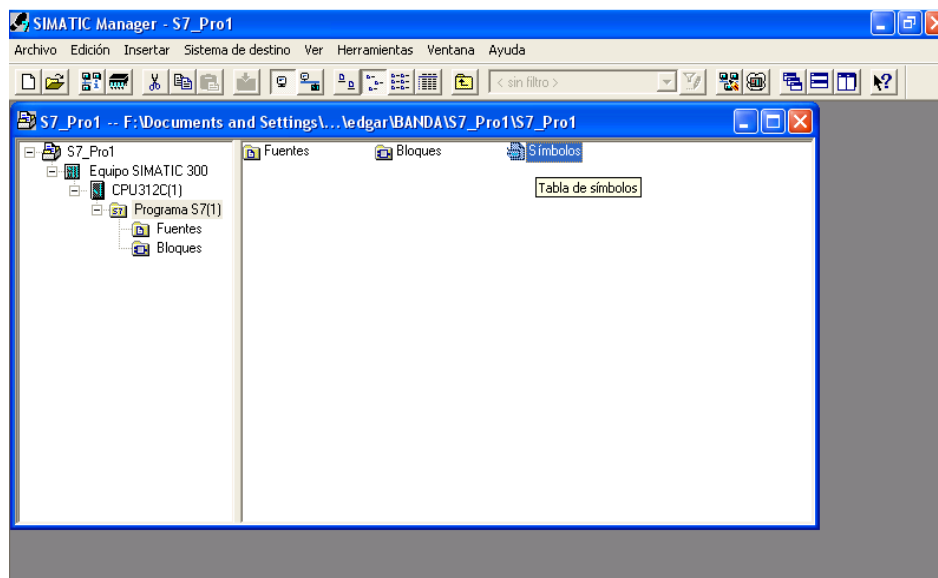 SIMATIC Manager - S7_Pro1
Archivo Edición Insertar Sistema de destino Ver Herramientas Ventana Ayuda
< sin filtro >
S7_Pro1 -- F:\Documents and Settings\...\edgar\BANDA\S7_Pro1\S7_Pro1
S7_Pro1
Equipo SIMATIC 300
CPU312C(1)
Programa S7(1)
Fuentes
Bloques
Fuentes Bloques Símbolos
Tabla de símbolos